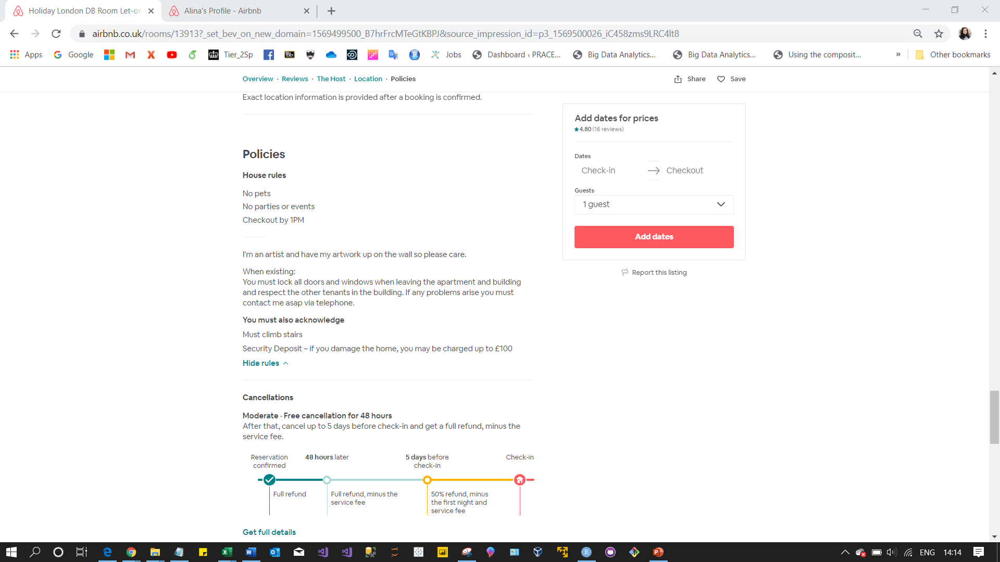 Holiday London DB Room Let-on
Alina's Profile - Airbnb
airbnb.co.uk/rooms/13913?_set_bev_on_new_domain=1569499500_B7hrFrcMTeGtKBPJ&source_impression_id=p3_1569500026_iC458zms9LRC4lt8
Apps
Google
Tier_2Sp
Bb
Jobs
Dashboard ‹ PRACE...
Big Data Analytics...
Big Data Analytics...
Using the composit...
»
Other bookmarks
Overview · Reviews · The Host · Location · Policies
Share
Save
Exact location information is provided after a booking is confirmed.
Add dates for prices
4.80 (16 reviews)
Dates
Check-in
Checkout
Guests
1 guest
Add dates
Report this listing
Policies
House rules
No pets
No parties or events
Checkout by 1PM
I'm an artist and have my artwork up on the wall so please care.
When existing:
You must lock all doors and windows when leaving the apartment and building
and respect the other tenants in the building. If any problems arise you must
contact me asap via telephone.
You must also acknowledge
Must climb stairs
Security Deposit – if you damage the home, you may be charged up to £100
Hide rules
Cancellations
Moderate · Free cancellation for 48 hours
After that, cancel up to 5 days before check-in and get a full refund, minus the
service fee.
Reservation
confirmed
48 hours later
5 days before
check-in
Check-in
Full refund
Full refund, minus the
service fee
50% refund, minus
the first night and
service fee
Get full details
ENG
14:14